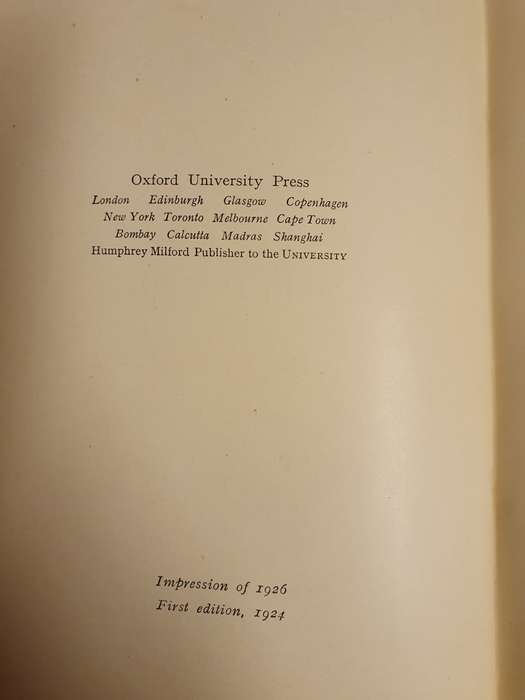 Oxford University Press
London Edinburgh Glasgow Copenhagen
New York Toronto Melbourne Cape Town
Bombay Calcutta Madras Shanghai
Humphrey Milford Publisher to the UNIVERSITY
Impression of 1926
First edition, 1924